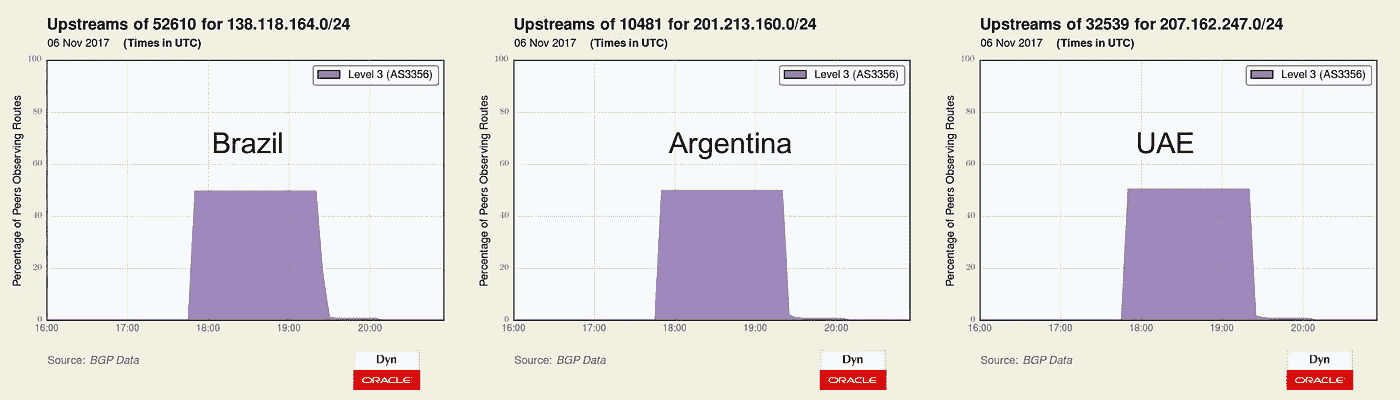 Upstreams of 52610 for 138.118.164.0/24
06 Nov 2017 (Times in UTC)
Level 3 (AS3356)
Percentage of Peers Observing Routes
100
80
60
40
20
0
Brazil
16:00 17:00 18:00 19:00 20:00
Source: BGP Data
Dyn
ORACLE
Upstreams of 10481 for 201.213.160.0/24
06 Nov 2017 (Times in UTC)
Level 3 (AS3356)
Percentage of Peers Observing Routes
100
80
60
40
20
0
Argentina
16:00 17:00 18:00 19:00 20:00
Source: BGP Data
Dyn
ORACLE
Upstreams of 32539 for 207.162.247.0/24
06 Nov 2017 (Times in UTC)
Level 3 (AS3356)
Percentage of Peers Observing Routes
100
80
60
40
20
0
UAE
16:00 17:00 18:00 19:00 20:00
Source: BGP Data
Dyn
ORACLE